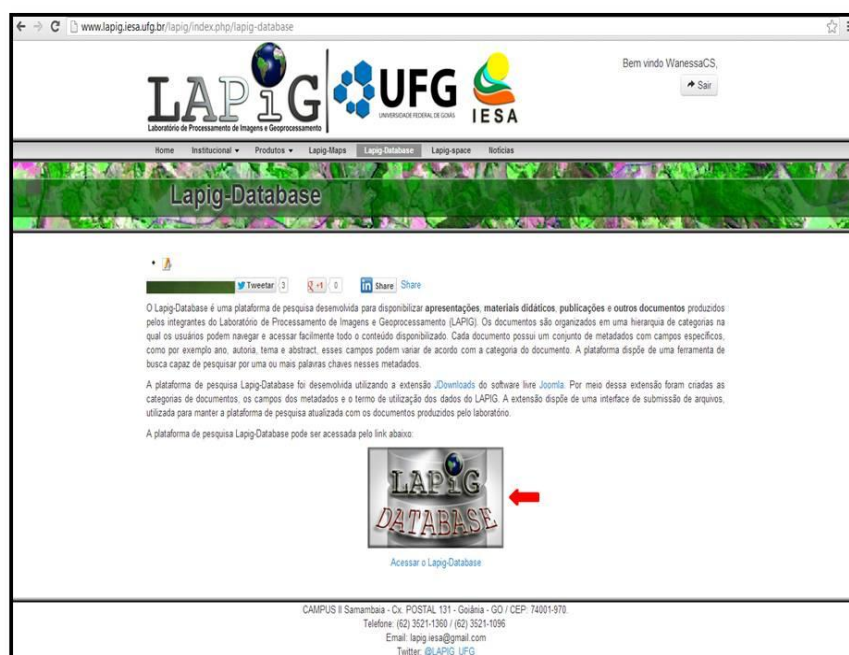 www.lapig.iesa.ufg.br/lapig/index.php/lapig-database
LAPiG
Laboratório de Processamento de Imagens e Geoprocessamento
UFG
UNIVERSIDADE FEDERAL DE GOIÁS
IESA
Bem vindo WanessaCS,
Sair
Home Institucional Produtos Lapig-Maps Lapig-Database Lapig-space Notícias
Lapig-Database
Tweetar 3 +1 0 in Share Share
O Lapig-Database é uma plataforma de pesquisa desenvolvida para disponibilizar apresentações, materiais didáticos, publicações e outros documentos produzidos
pelos integrantes do Laboratório de Processamento de Imagens e Geoprocessamento (LAPIG). Os documentos são organizados em uma hierarquia de categorias na
qual os usuários podem navegar e acessar facilmente todo o conteúdo disponibilizado. Cada documento possui um conjunto de metadados com campos específicos,
como por exemplo ano, autoria, tema e abstract, esses campos podem variar de acordo com a categoria do documento. A plataforma dispõe de uma ferramenta de
busca capaz de pesquisar por uma ou mais palavras chaves nesses metadados.
A plataforma de pesquisa Lapig-Database foi desenvolvida utilizando a extensão JDownloads do software livre Joomla. Por meio dessa extensão foram criadas as
categorias de documentos, os campos dos metadados e o termo de utilização dos dados do LAPIG. A extensão dispõe de uma interface de submissão de arquivos,
utilizada para manter a plataforma de pesquisa atualizada com os documentos produzidos pelo laboratório.
A plataforma de pesquisa Lapig-Database pode ser acessada pelo link abaixo:
LAPiG
DATABASE
Acessar o Lapig-Database
CAMPUS II Samambaia - Cx. POSTAL 131 - Goiânia - GO / CEP: 74001-970.
Telefone: (62) 3521-1360 / (62) 3521-1096
Email: lapig.iesa@gmail.com
Twitter: @LAPIG_UFG